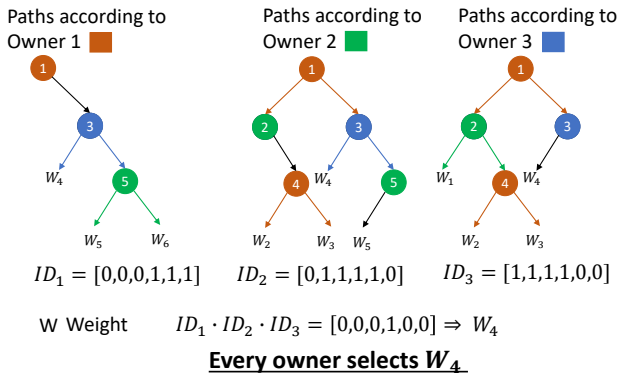 Paths according to Owner 1
Paths according to Owner 2
Paths according to Owner 3
1
3
W₄
5
W₅ W₆
1
2 3
4 W₄ 5
W₂ W₃ W₅
1
2 3
W₁ 4 W₄
W₂ W₃
ID₁ = [0,0,0,1,1,1]
ID₂ = [0,1,1,1,1,0]
ID₃ = [1,1,1,1,0,0]
W Weight
ID₁ · ID₂ · ID₃ = [0,0,0,1,0,0] ⇒ W₄
Every owner selects W₄